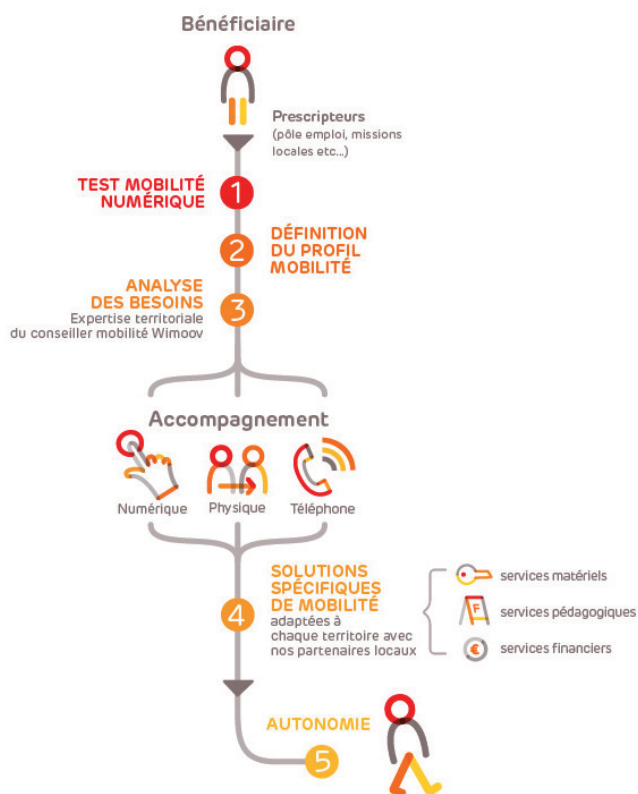 Bénéficiaire
Prescripteurs
(pôle emploi, missions
locales etc...)
TEST MOBILITÉ
NUMÉRIQUE
1
2
DÉFINITION
DU PROFIL
MOBILITÉ
ANALYSE
DES BESOINS
Expertise territoriale
du conseiller mobilité Wimoov
3
Accompagnement
Numérique
Physique
Téléphone
4
SOLUTIONS
SPÉCIFIQUES
DE MOBILITÉ
adaptées à
chaque territoire avec
nos partenaires locaux
services matériels
F
services pédagogiques
€
services financiers
AUTONOMIE
5